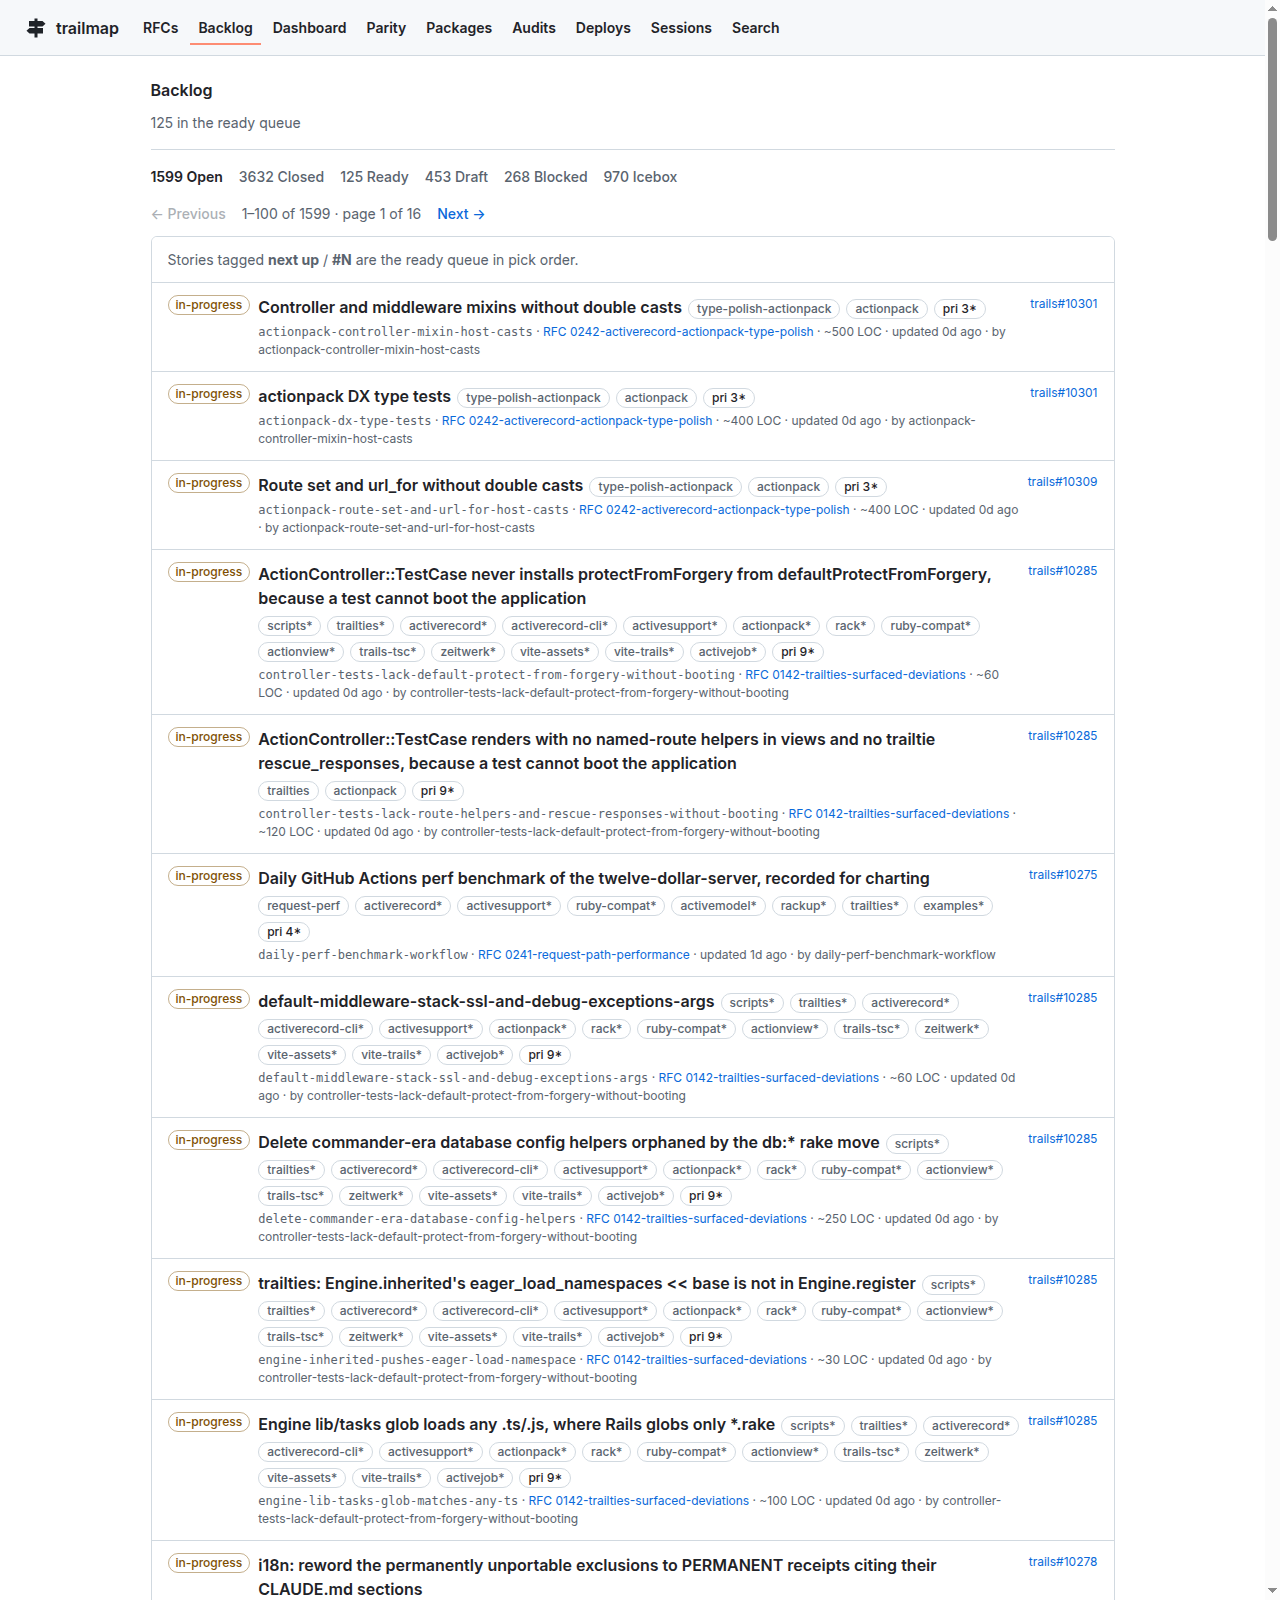 trailmap RFCs Backlog Dashboard Parity Packages Audits Deploys Sessions Search
Backlog
125 in the ready queue
1599 Open 3632 Closed 125 Ready 453 Draft 268 Blocked 970 Icebox
← Previous 1–100 of 1599 · page 1 of 16 Next →
Stories tagged next up / #N are the ready queue in pick order.
in-progress Controller and middleware mixins without double casts type-polish-actionpack actionpack pri 3* trails#10301
actionpack-controller-mixin-host-casts · RFC 0242-activerecord-actionpack-type-polish · ~500 LOC · updated 0d ago · by
actionpack-controller-mixin-host-casts
in-progress actionpack DX type tests type-polish-actionpack actionpack pri 3* trails#10301
actionpack-dx-type-tests · RFC 0242-activerecord-actionpack-type-polish · ~400 LOC · updated 0d ago · by actionpack-
controller-mixin-host-casts
in-progress Route set and url_for without double casts type-polish-actionpack actionpack pri 3* trails#10309
actionpack-route-set-and-url-for-host-casts · RFC 0242-activerecord-actionpack-type-polish · ~400 LOC · updated 0d ago
· by actionpack-route-set-and-url-for-host-casts
in-progress ActionController::TestCase never installs protectFromForgery from defaultProtectFromForgery, trails#10285
because a test cannot boot the application
scripts* trailties* activerecord* activerecord-cli* activesupport* actionpack* rack* ruby-compat*
actionview* trails-tsc* zeitwerk* vite-assets* vite-trails* activejob* pri 9*
controller-tests-lack-default-protect-from-forgery-without-booting · RFC 0142-trailties-surfaced-deviations · ~60
LOC · updated 0d ago · by controller-tests-lack-default-protect-from-forgery-without-booting
in-progress ActionController::TestCase renders with no named-route helpers in views and no trailtie trails#10285
rescue_responses, because a test cannot boot the application
trailties actionpack pri 9*
controller-tests-lack-route-helpers-and-rescue-responses-without-booting · RFC 0142-trailties-surfaced-deviations ·
~120 LOC · updated 0d ago · by controller-tests-lack-default-protect-from-forgery-without-booting
in-progress Daily GitHub Actions perf benchmark of the twelve-dollar-server, recorded for charting trails#10275
request-perf activerecord* activesupport* ruby-compat* activemodel* rackup* trailties* examples*
pri 4*
daily-perf-benchmark-workflow · RFC 0241-request-path-performance · updated 1d ago · by daily-perf-benchmark-workflow
in-progress default-middleware-stack-ssl-and-debug-exceptions-args scripts* trailties* activerecord* trails#10285
activerecord-cli* activesupport* actionpack* rack* ruby-compat* actionview* trails-tsc* zeitwerk*
vite-assets* vite-trails* activejob* pri 9*
default-middleware-stack-ssl-and-debug-exceptions-args · RFC 0142-trailties-surfaced-deviations · ~60 LOC · updated 0d
ago · by controller-tests-lack-default-protect-from-forgery-without-booting
in-progress Delete commander-era database config helpers orphaned by the db:* rake move scripts* trails#10285
trailties* activerecord* activerecord-cli* activesupport* actionpack* rack* ruby-compat* actionview*
trails-tsc* zeitwerk* vite-assets* vite-trails* activejob* pri 9*
delete-commander-era-database-config-helpers · RFC 0142-trailties-surfaced-deviations · ~250 LOC · updated 0d ago · by
controller-tests-lack-default-protect-from-forgery-without-booting
in-progress trailties: Engine.inherited's eager_load_namespaces << base is not in Engine.register scripts* trails#10285
trailties* activerecord* activerecord-cli* activesupport* actionpack* rack* ruby-compat* actionview*
trails-tsc* zeitwerk* vite-assets* vite-trails* activejob* pri 9*
engine-inherited-pushes-eager-load-namespace · RFC 0142-trailties-surfaced-deviations · ~30 LOC · updated 0d ago · by
controller-tests-lack-default-protect-from-forgery-without-booting
in-progress Engine lib/tasks glob loads any .ts/.js, where Rails globs only *.rake scripts* trailties* activerecord* trails#10285
activerecord-cli* activesupport* actionpack* rack* ruby-compat* actionview* trails-tsc* zeitwerk*
vite-assets* vite-trails* activejob* pri 9*
engine-lib-tasks-glob-matches-any-ts · RFC 0142-trailties-surfaced-deviations · ~100 LOC · updated 0d ago · by controller-
tests-lack-default-protect-from-forgery-without-booting
in-progress i18n: reword the permanently unportable exclusions to PERMANENT receipts citing their trails#10278
CLAUDE.md sections